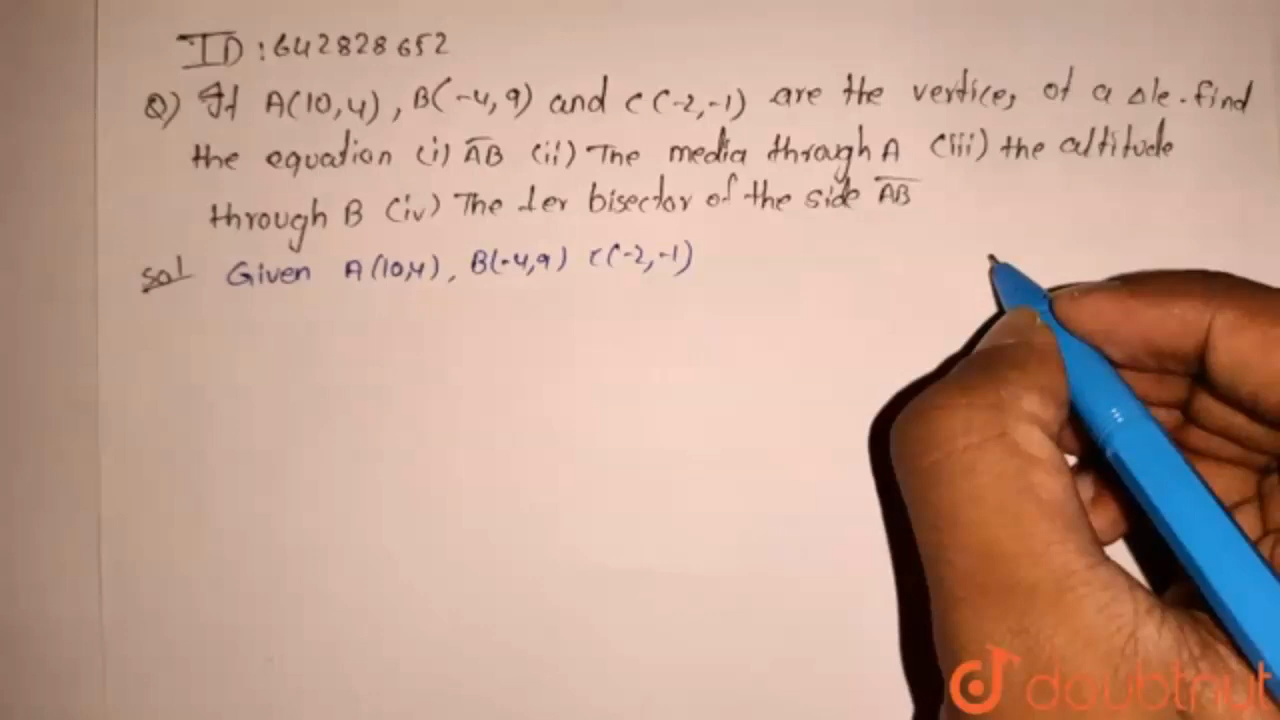 ID : 642828652
Q) If A(10,4), B(-4,9) and C(-2,-1) are the vertices of a Δle. find
the equation (i) A̅B̅ (ii) The media through A (iii) the altitude
through B (iv) The ⊥er bisector of the side A̅B̅
Sol Given A(10,4), B(-4,9) C(-2,-1)
doubtnut